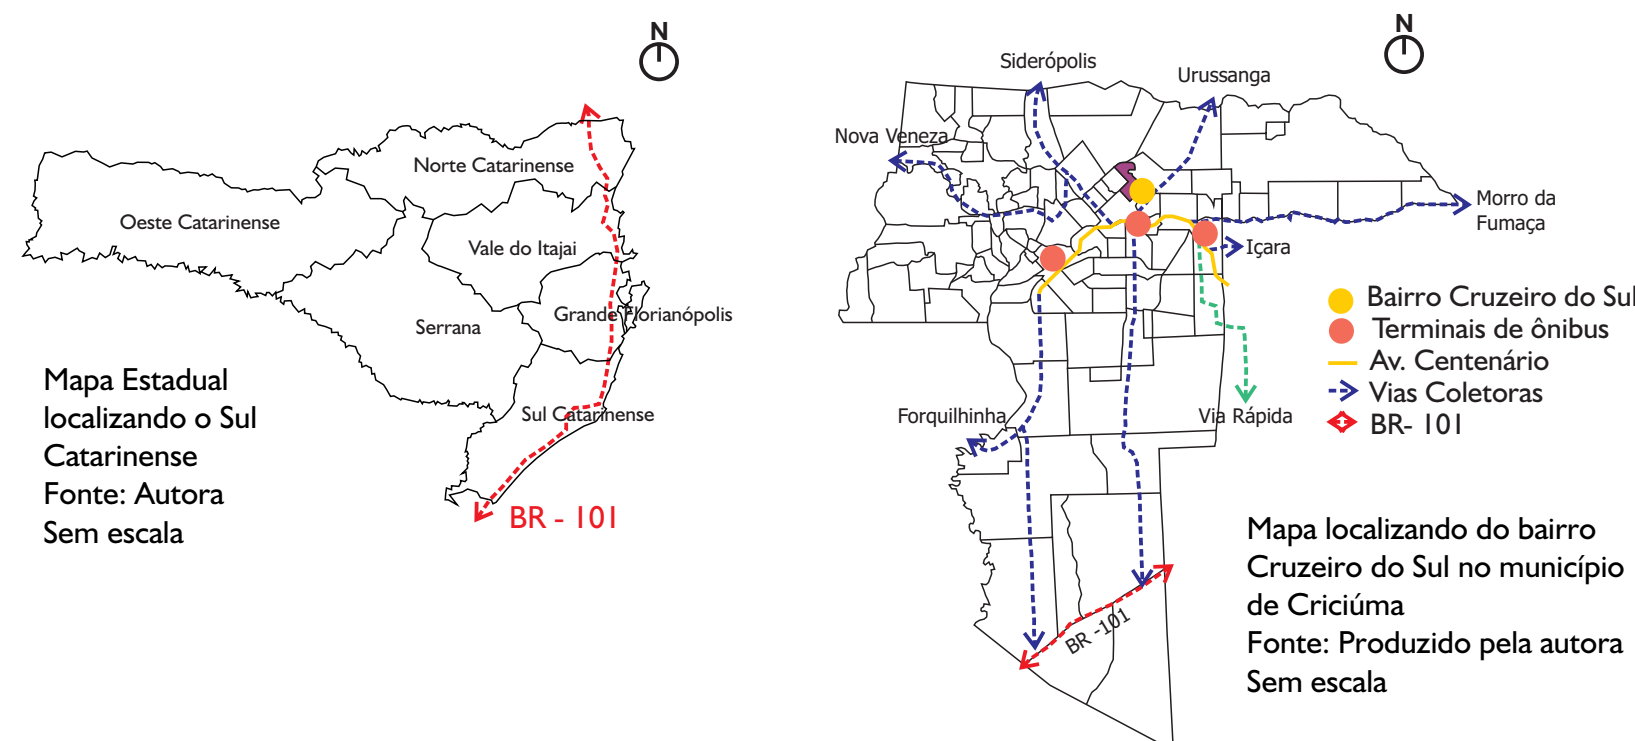 N
Norte Catarinense
Oeste Catarinense
Vale do Itajai
Grande Florianópolis
Serrana
Sul Catarinense
BR - 101
Mapa Estadual
localizando o Sul
Catarinense
Fonte: Autora
Sem escala
N
Siderópolis
Urussanga
Nova Veneza
Morro da
Fumaça
Içara
Forquilhinha
Via Rápida
BR -101
Bairro Cruzeiro do Sul
Terminais de ônibus
Av. Centenário
Vias Coletoras
BR- 101
Mapa localizando do bairro
Cruzeiro do Sul no município
de Criciúma
Fonte: Produzido pela autora
Sem escala